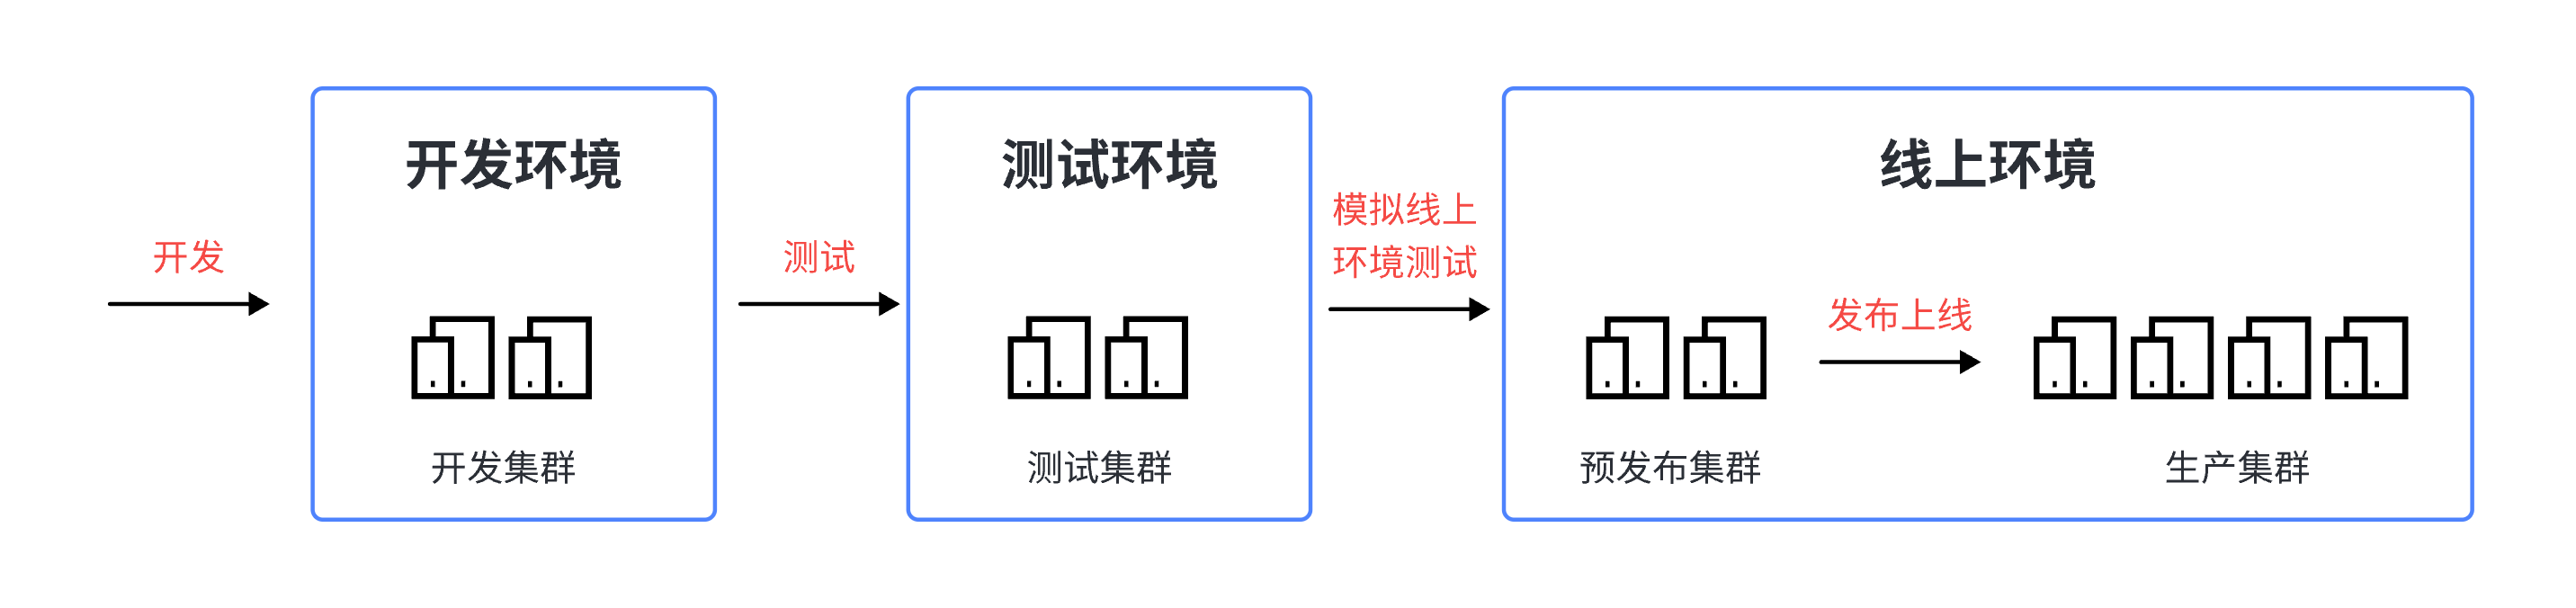 开发
开发环境
开发集群
测试
测试环境
测试集群
模拟线上
环境测试
线上环境
预发布集群
发布上线
生产集群